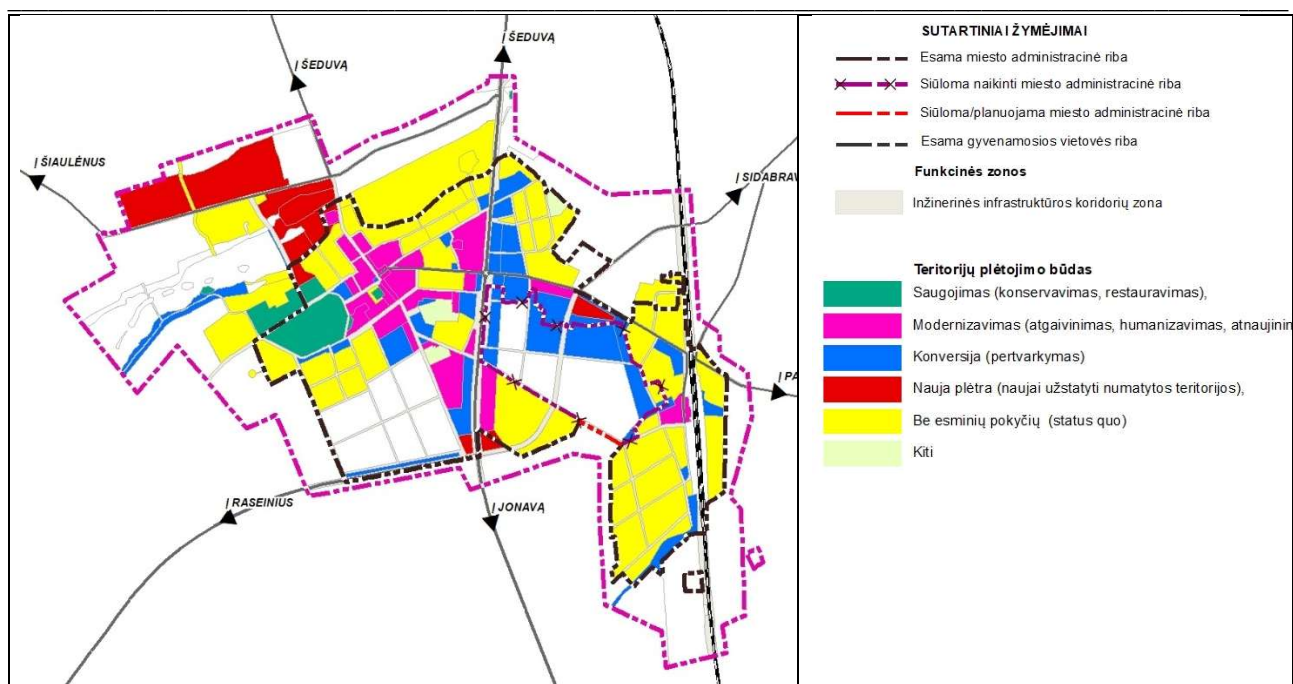 Į ŠEDUVĄ
Į ŠEDUVĄ
Į ŠIAULĖNUS
Į SIDABRAV
Į PA
Į RASEINIUS
Į JONAVĄ
SUTARTINIAI ŽYMĖJIMAI
Esama miesto administracinė riba
Siūloma naikinti miesto administracinė riba
Siūloma/planuojama miesto administracinė riba
Esama gyvenamosios vietovės riba
Funkcinės zonos
Inžinerinės infrastruktūros koridorių zona
Teritorijų plėtojimo būdas
Saugojimas (konservavimas, restauravimas),
Modernizavimas (atgaivinimas, humanizavimas, atnaujinin
Konversija (pertvarkymas)
Nauja plėtra (naujai užstatyti numatytos teritorijos),
Be esminių pokyčių (status quo)
Kiti